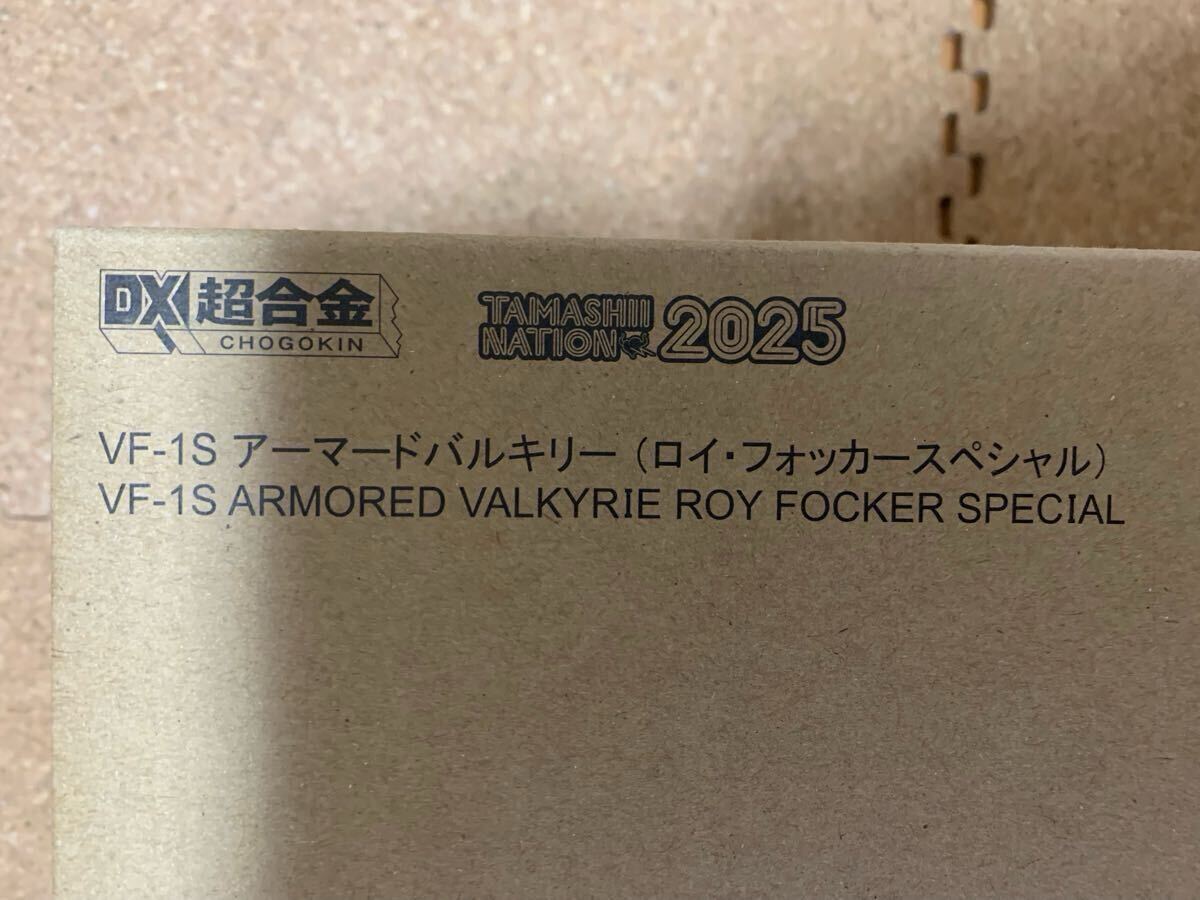 DX超合金
CHOGOKIN
TAMASHIII
NATION 2025
VF-1S アーマードバルキリー（ロイ・フォッカースペシャル）
VF-1S ARMORED VALKYRIE ROY FOCKER SPECIAL